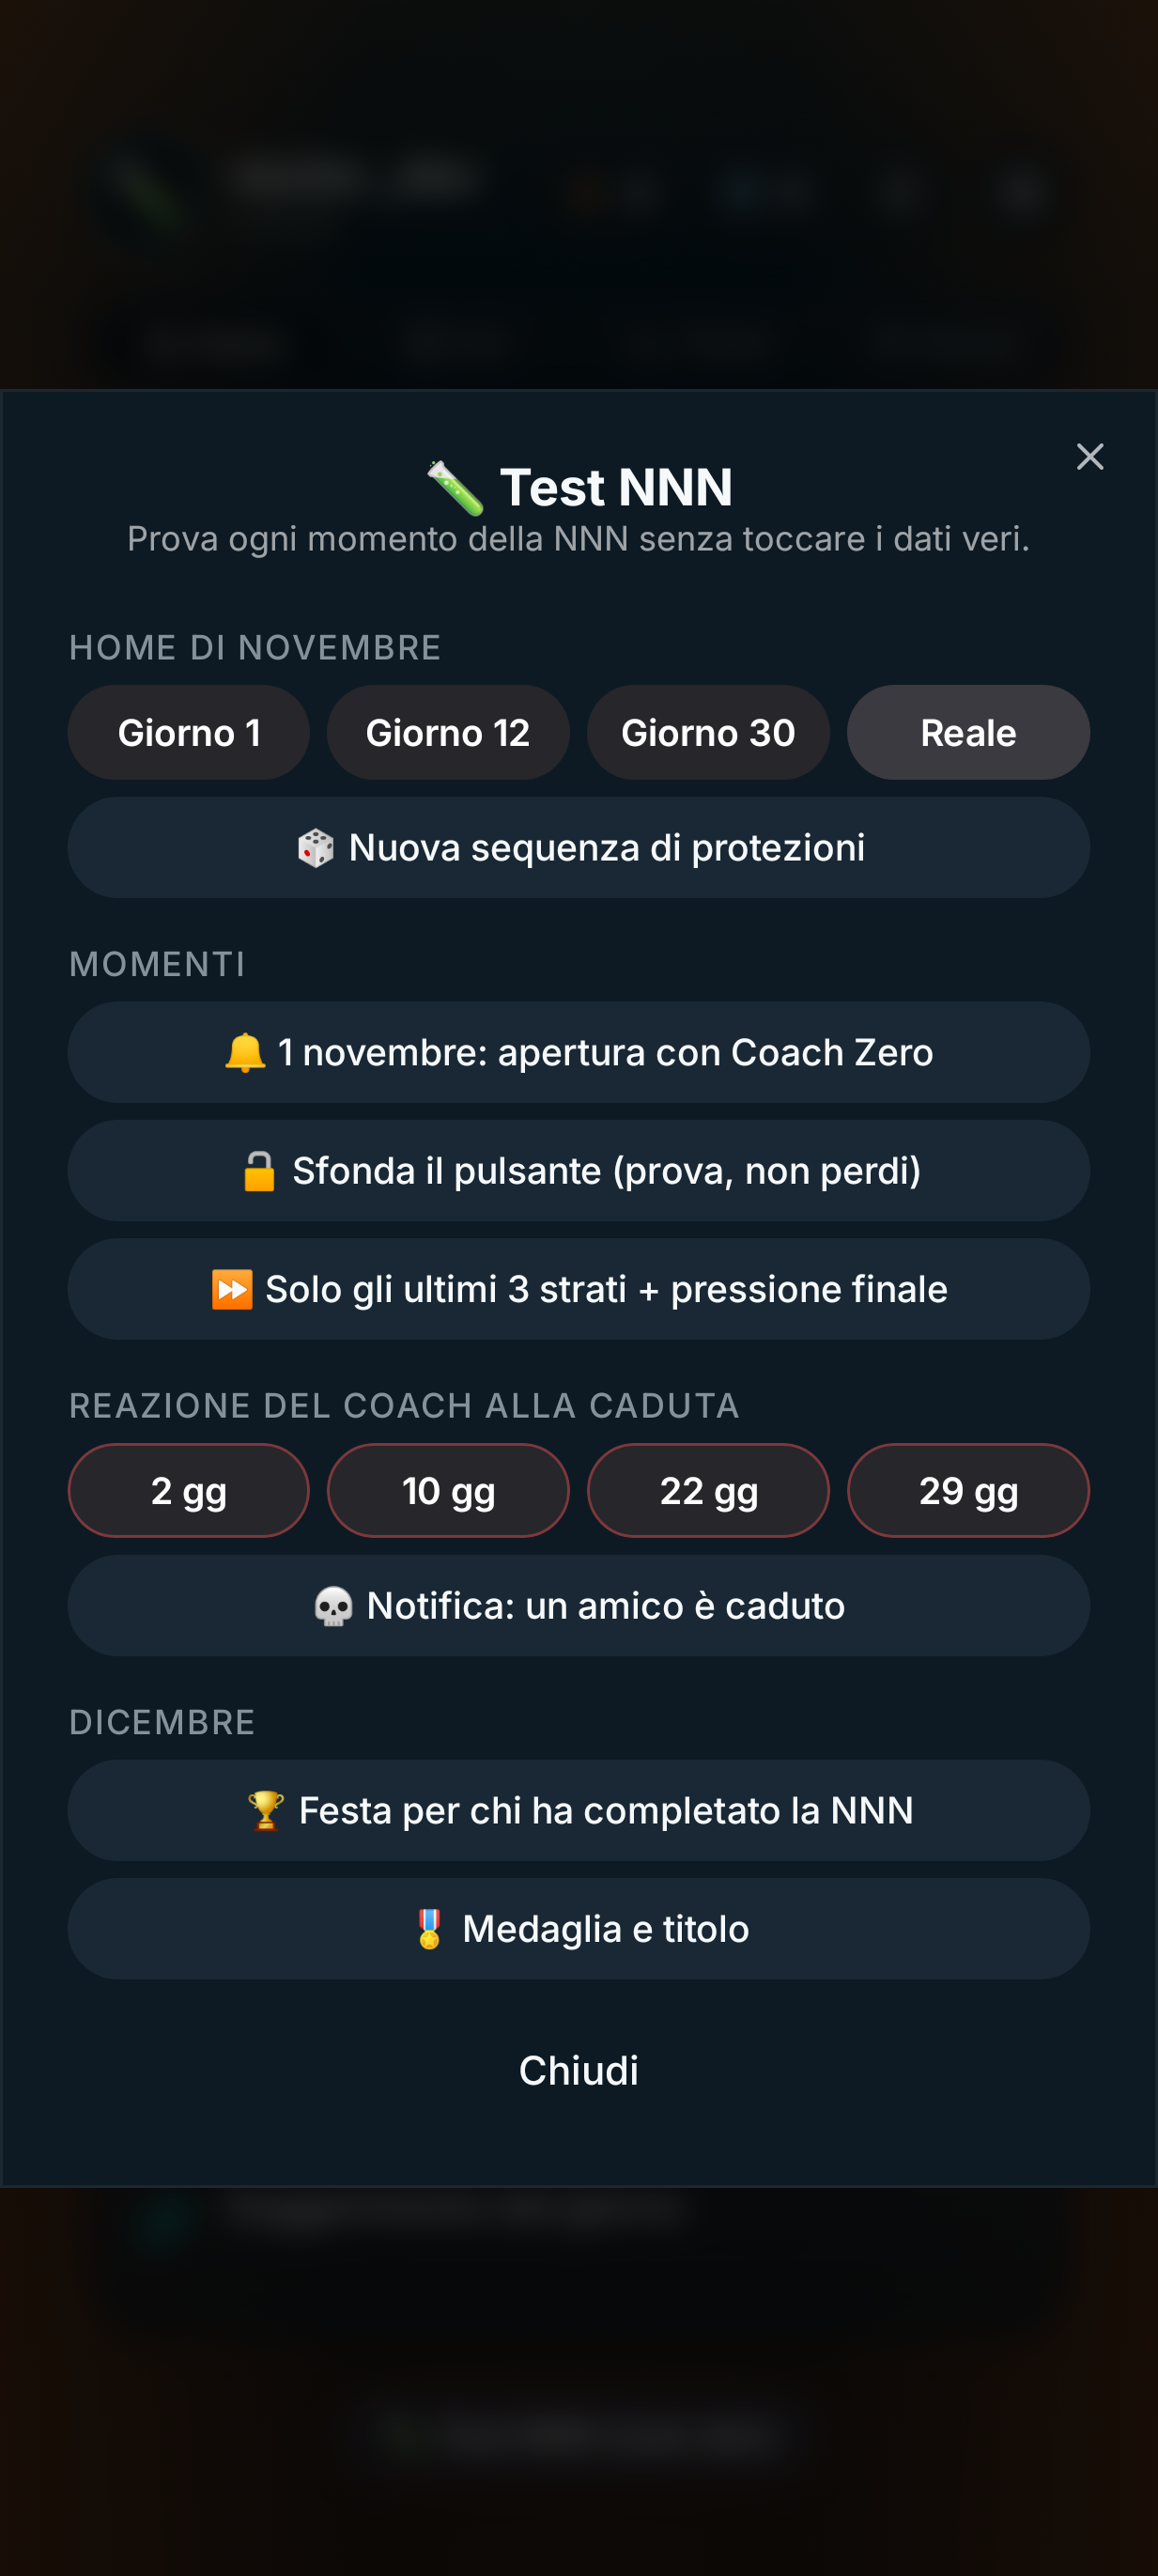 🧪 Test NNN
Prova ogni momento della NNN senza toccare i dati veri.
HOME DI NOVEMBRE
Giorno 1
Giorno 12
Giorno 30
Reale
🎲 Nuova sequenza di protezioni
MOMENTI
🔔 1 novembre: apertura con Coach Zero
🔓 Sfonda il pulsante (prova, non perdi)
⏩ Solo gli ultimi 3 strati + pressione finale
REAZIONE DEL COACH ALLA CADUTA
2 gg
10 gg
22 gg
29 gg
💀 Notifica: un amico è caduto
DICEMBRE
🏆 Festa per chi ha completato la NNN
🎖️ Medaglia e titolo
Chiudi